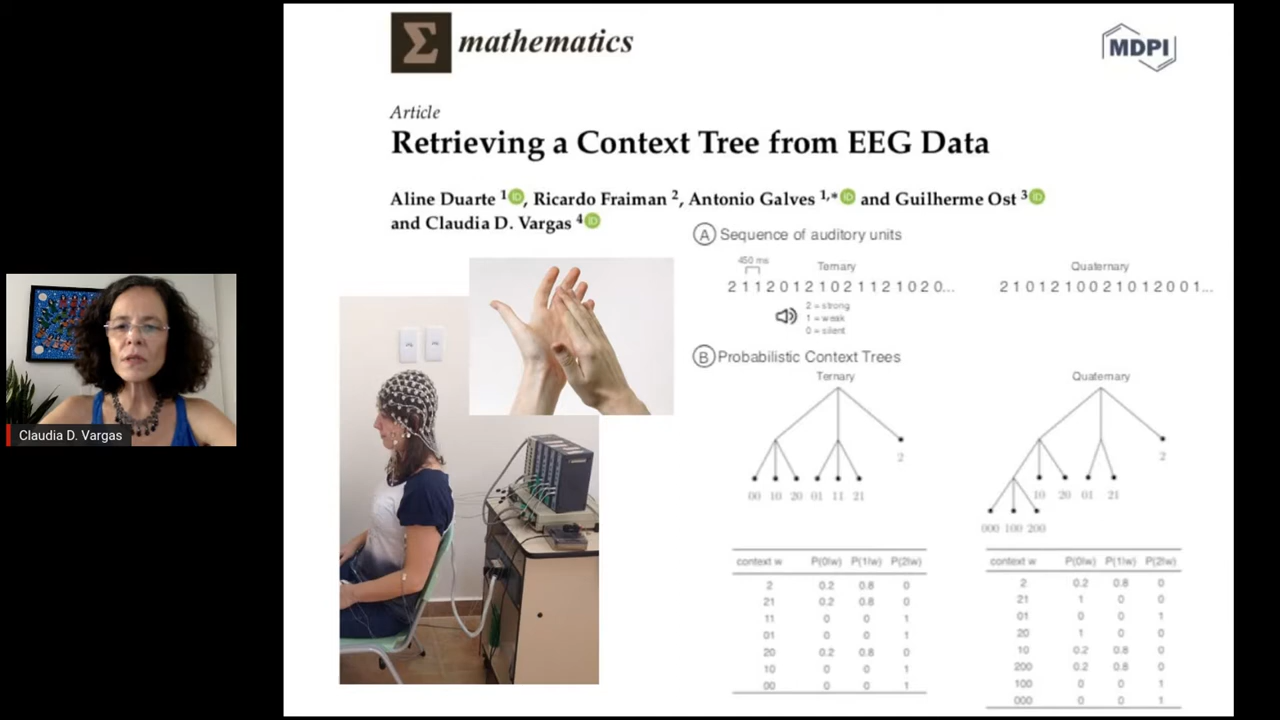 mathematics
MDPI
Article
Retrieving a Context Tree from EEG Data
Aline Duarte 1, Ricardo Fraiman 2, Antonio Galves 1,* and Guilherme Ost 3
and Claudia D. Vargas 4
A Sequence of auditory units
450 ms
Ternary
Quaternary
2 1 1 2 0 1 2 1 0 2 1 1 2 1 0 2 0...
2 1 0 1 2 1 0 0 2 1 0 1 2 0 0 1...
2 = strong
1 = weak
0 = silent
B Probabilistic Context Trees
Ternary
Quaternary
2
2
00 10 20 01 11 21
10 20 01 21
000 100 200
context w P(0|w) P(1|w) P(2|w)
2 0.2 0.8 0
21 0.2 0.8 0
11 0 0 1
01 0 0 1
20 0.2 0.8 0
10 0 0 1
00 0 0 1
context w P(0|w) P(1|w) P(2|w)
2 0.2 0.8 0
21 1 0 0
01 0 0 1
20 1 0 0
10 0.2 0.8 0
200 0.2 0.8 0
100 0 0 1
000 0 0 1
Claudia D. Vargas